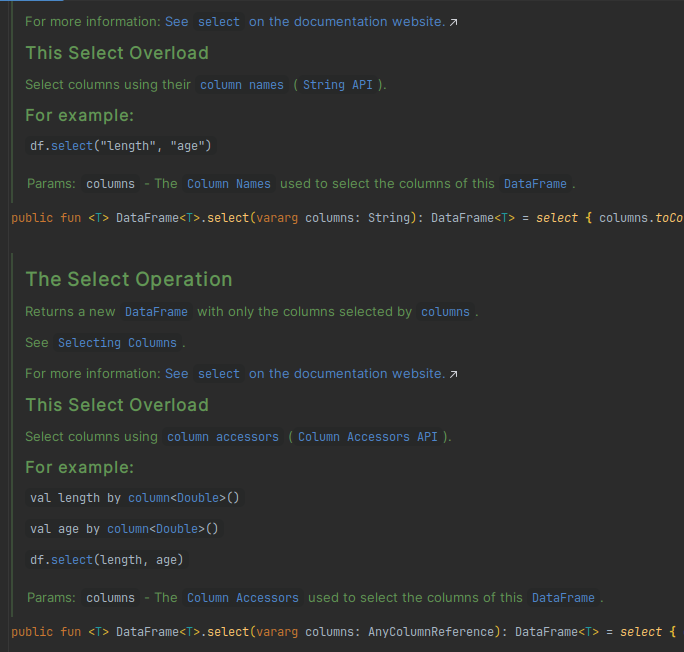 For more information: See select on the documentation website. ↗
This Select Overload
Select columns using their column names ( String API ).
For example:
df.select("length", "age")
Params: columns - The Column Names used to select the columns of this DataFrame .
public fun <T> DataFrame<T>.select(vararg columns: String): DataFrame<T> = select { columns.toCo
The Select Operation
Returns a new DataFrame with only the columns selected by columns .
See Selecting Columns .
For more information: See select on the documentation website. ↗
This Select Overload
Select columns using column accessors ( Column Accessors API ).
For example:
val length by column<Double>()
val age by column<Double>()
df.select(length, age)
Params: columns - The Column Accessors used to select the columns of this DataFrame .
public fun <T> DataFrame<T>.select(vararg columns: AnyColumnReference): DataFrame<T> = select {